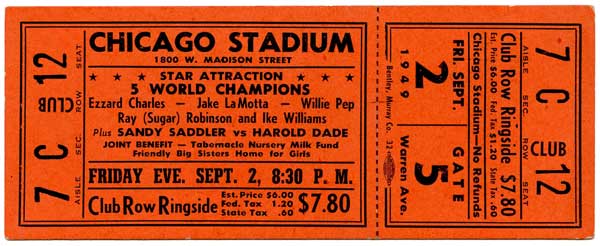 12
CLUB
SEAT
ROW
7 C
SEC.
AISLE
CHICAGO STADIUM
1800 W. MADISON STREET
STAR ATTRACTION
5 WORLD CHAMPIONS
Ezzard Charles - Jake LaMotta - Willie Pep
Ray (Sugar) Robinson and Ike Williams
Plus SANDY SADDLER vs HAROLD DADE
JOINT BENEFIT - Tabernacle Nursery Milk Fund
Friendly Big Sisters Home for Girls
FRIDAY EVE. SEPT. 2, 8:30 P. M.
Club Row Ringside
Est. Price $6.00
Fed. Tax 1.20
State Tax .60
$7.80
Bentley, Murray Co. 32
1949
FRI. SEPT.
2
GATE
5
Warren Ave.
Club Row Ringside
Est. Price $6.00
Fed. Tax 1.20
State Tax .60
$7.80
Chicago Stadium—No Refunds
AISLE
SEC.
ROW
SEAT
7 C
CLUB
12